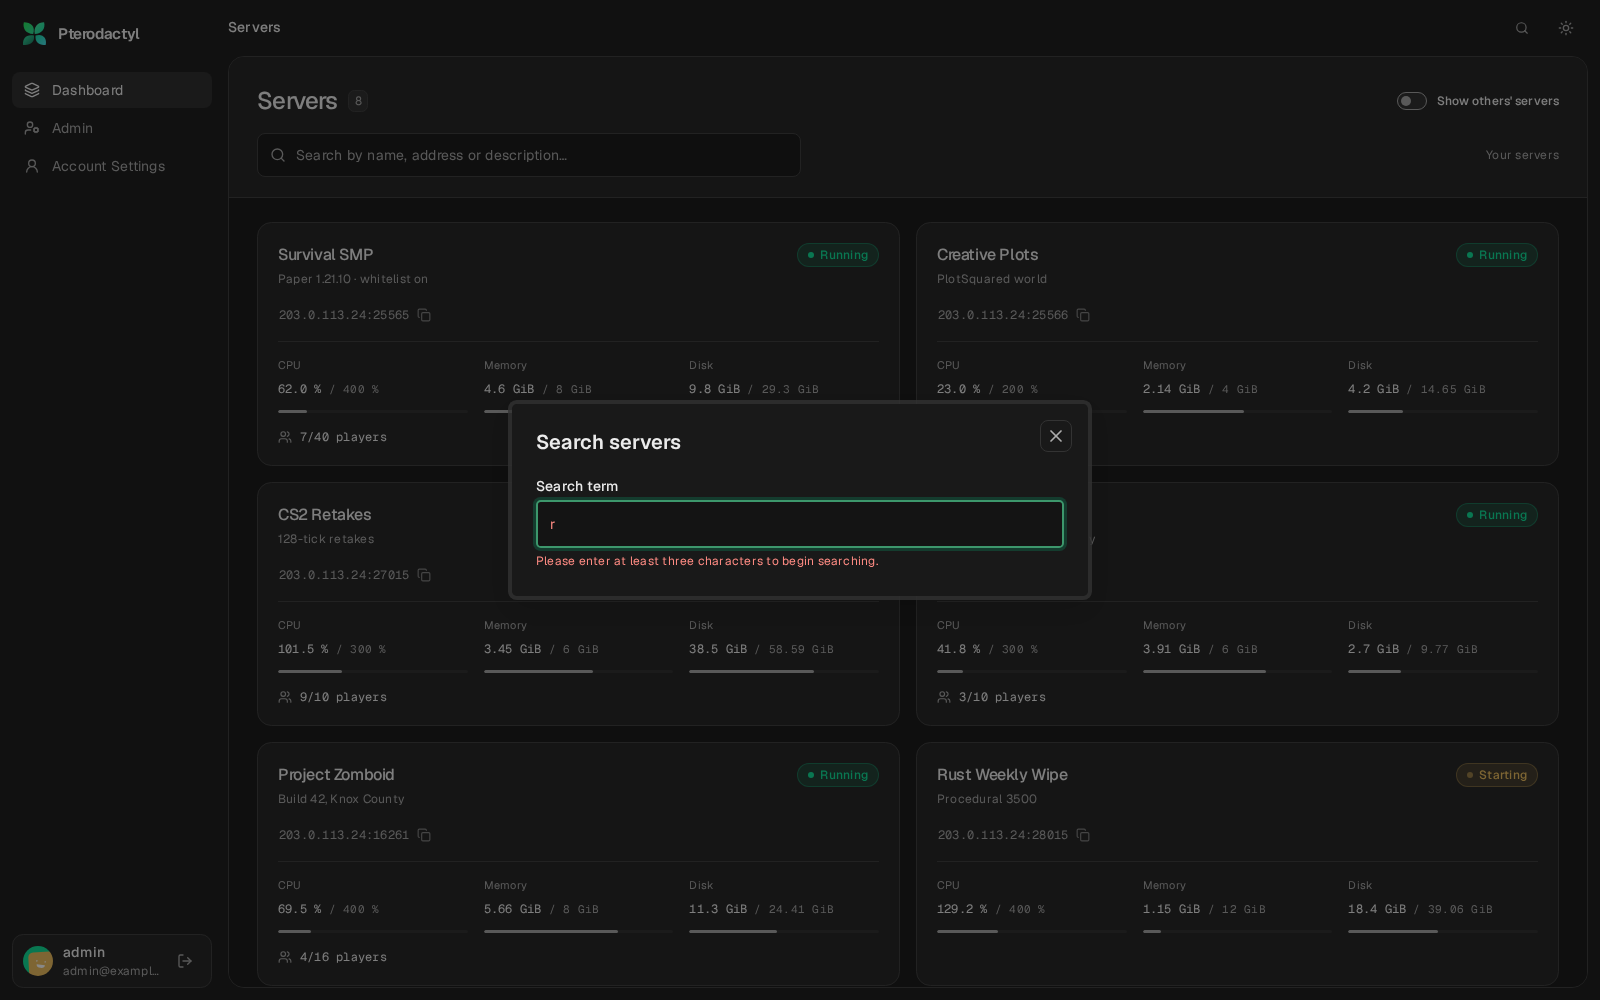 Pterodactyl
Servers
Dashboard
Admin
Account Settings
Servers 8
Show others' servers
Search by name, address or description...
Your servers
Survival SMP
Running
Paper 1.21.10 · whitelist on
203.0.113.24:25565
CPU
Memory
Disk
62.0 % / 400 %
4.6 GiB / 8 GiB
9.8 GiB / 29.3 GiB
7/40 players
Creative Plots
Running
PlotSquared world
203.0.113.24:25566
CPU
Memory
Disk
23.0 % / 200 %
2.14 GiB / 4 GiB
4.2 GiB / 14.65 GiB
Search servers
Search term
r
Please enter at least three characters to begin searching.
CS2 Retakes
128-tick retakes
203.0.113.24:27015
CPU
Memory
Disk
101.5 % / 300 %
3.45 GiB / 6 GiB
38.5 GiB / 58.59 GiB
9/10 players
Running
CPU
Memory
Disk
41.8 % / 300 %
3.91 GiB / 6 GiB
2.7 GiB / 9.77 GiB
3/10 players
Project Zomboid
Running
Build 42, Knox County
203.0.113.24:16261
CPU
Memory
Disk
69.5 % / 400 %
5.66 GiB / 8 GiB
11.3 GiB / 24.41 GiB
4/16 players
Rust Weekly Wipe
Starting
Procedural 3500
203.0.113.24:28015
CPU
Memory
Disk
129.2 % / 400 %
1.15 GiB / 12 GiB
18.4 GiB / 39.06 GiB
admin
admin@exampl...